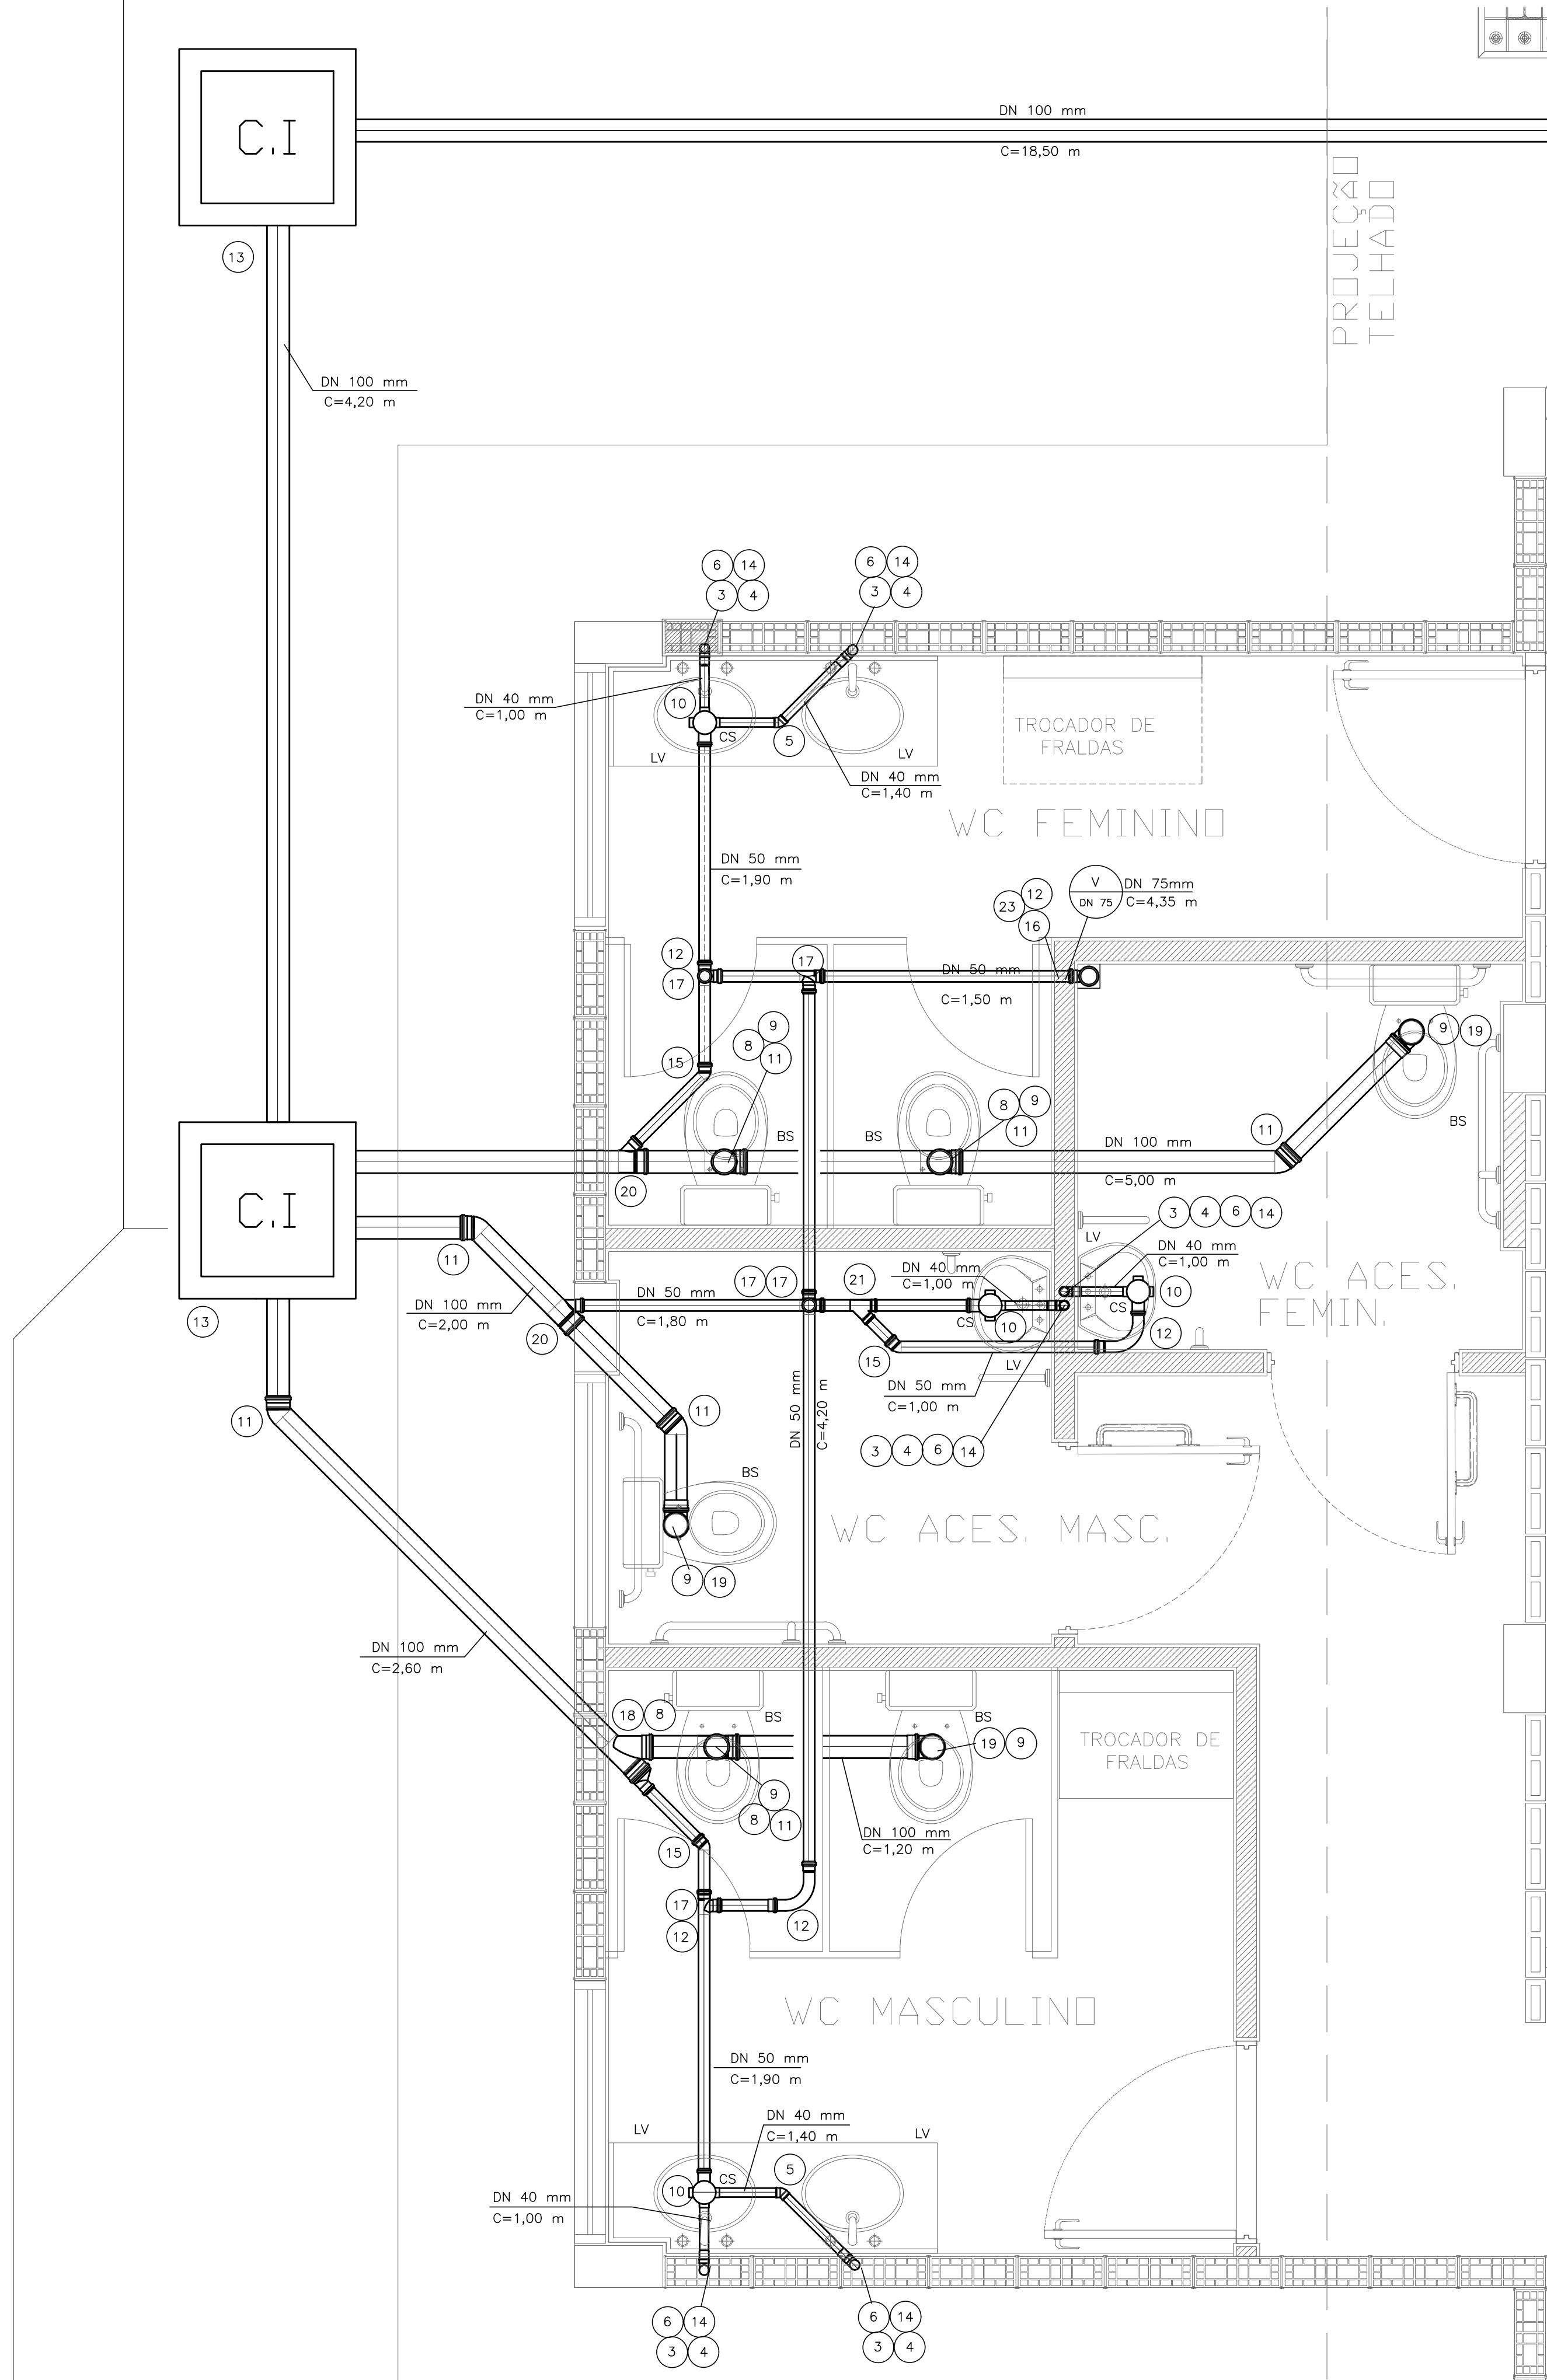 DN 100 mm
C=18,50 m
C.I
PROJEÇÃO
TELHADO
13
DN 100 mm
C=4,20 m
6 14
3 4
6 14
3 4
DN 40 mm
C=1,00 m
10
CS
5
LV
LV
TROCADOR DE
FRALDAS
DN 40 mm
C=1,40 m
WC FEMININO
DN 50 mm
C=1,90 m
V
DN 75
DN 75mm
C=4,35 m
12
23
16
12
17
17
DN 50 mm
C=1,50 m
9
8
11
15
9 19
8 9
11
BS
BS
BS
11
DN 100 mm
C=5,00 m
20
C.I
3 4 6 14
LV
DN 40 mm
C=1,00 m
11
17 17
21
DN 40 mm
C=1,00 m
10
WC ACES.
FEMIN.
DN 100 mm
C=2,00 m
DN 50 mm
C=1,80 m
CS
CS
10
12
13
20
15
LV
DN 50 mm
C=1,00 m
11
11
DN 50 mm
C=4,20 m
3 4 6 14
BS
WC ACES. MASC.
9 19
DN 100 mm
C=2,60 m
18 8
BS
BS
19 9
TROCADOR DE
FRALDAS
9
8 11
DN 100 mm
C=1,20 m
15
17
12
12
WC MASCULINO
DN 50 mm
C=1,90 m
LV
DN 40 mm
C=1,40 m
LV
5
10
CS
DN 40 mm
C=1,00 m
6 14
3 4
6 14
3 4